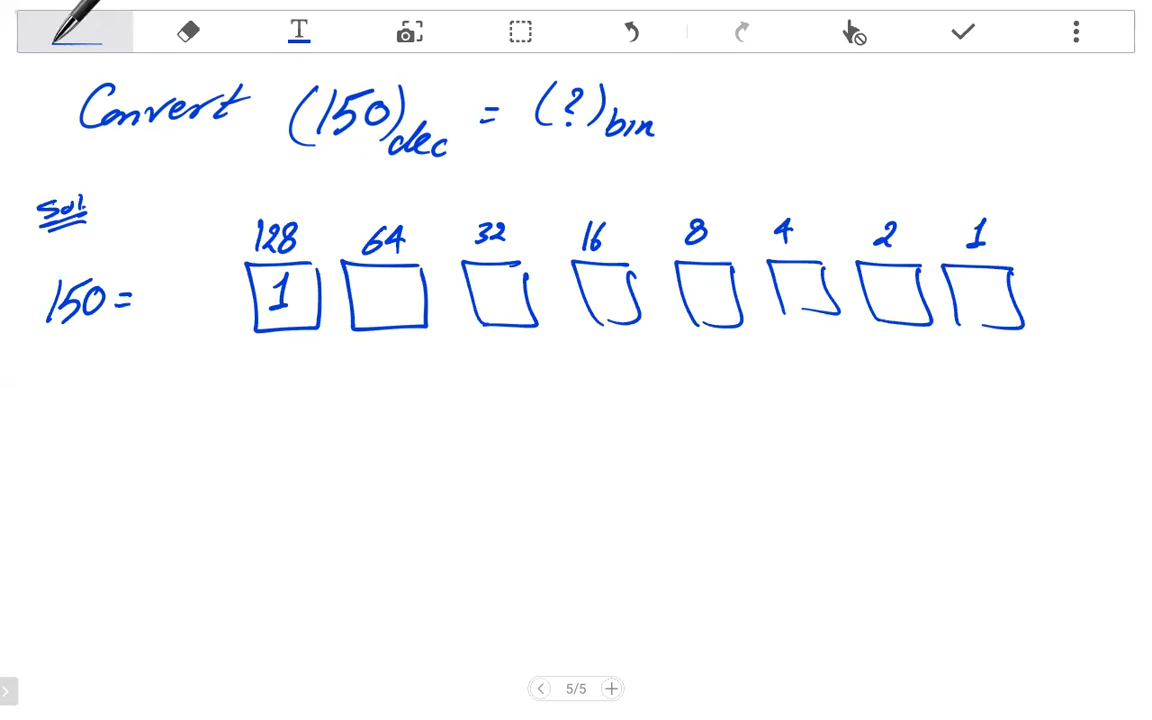 T
Convert (150)dec = (?)bin
Sol.
128 64 32 16 8 4 2 1
150= 1
5/5